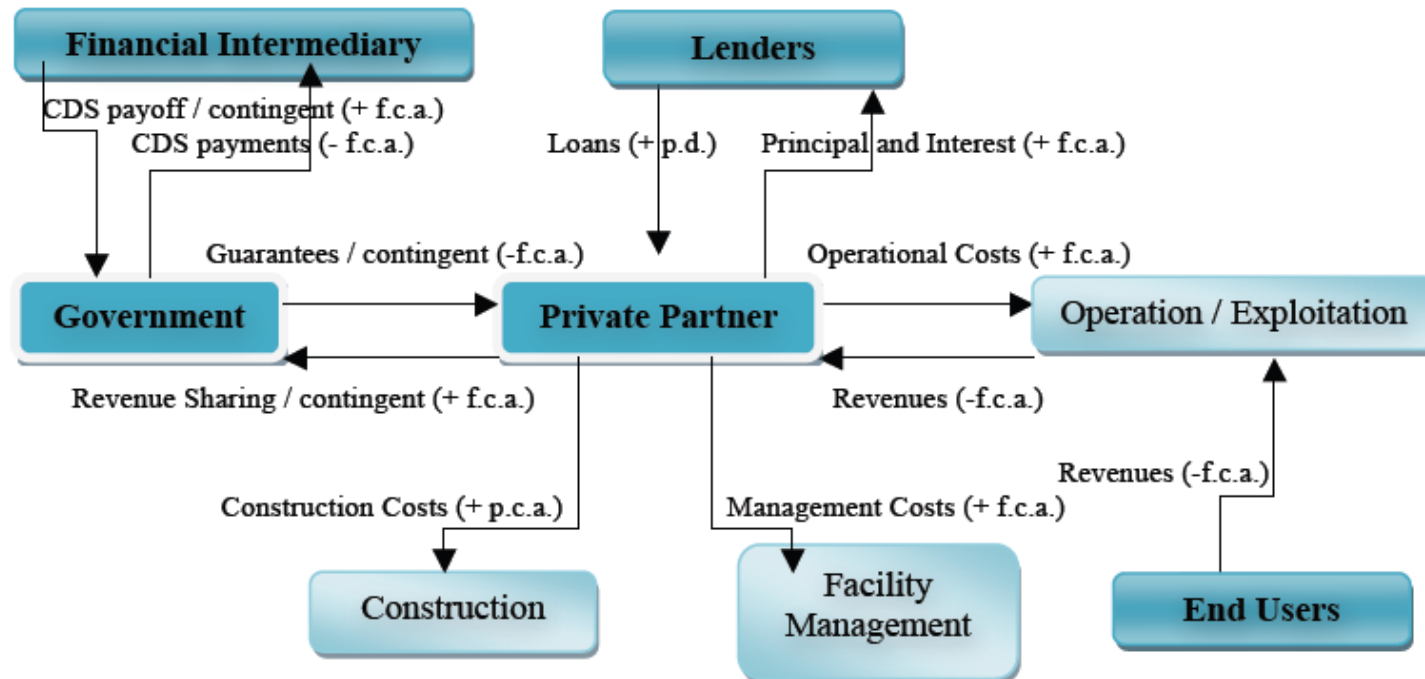 Financial Intermediary
Lenders
CDS payoff / contingent (+ f.c.a.)
CDS payments (- f.c.a.)
Loans (+ p.d.)
Principal and Interest (+ f.c.a.)
Guarantees / contingent (-f.c.a.)
Operational Costs (+ f.c.a.)
Government
Private Partner
Operation / Exploitation
Revenue Sharing / contingent (+ f.c.a.)
Revenues (-f.c.a.)
Revenues (-f.c.a.)
Construction Costs (+ p.c.a.)
Management Costs (+ f.c.a.)
Construction
Facility
Management
End Users